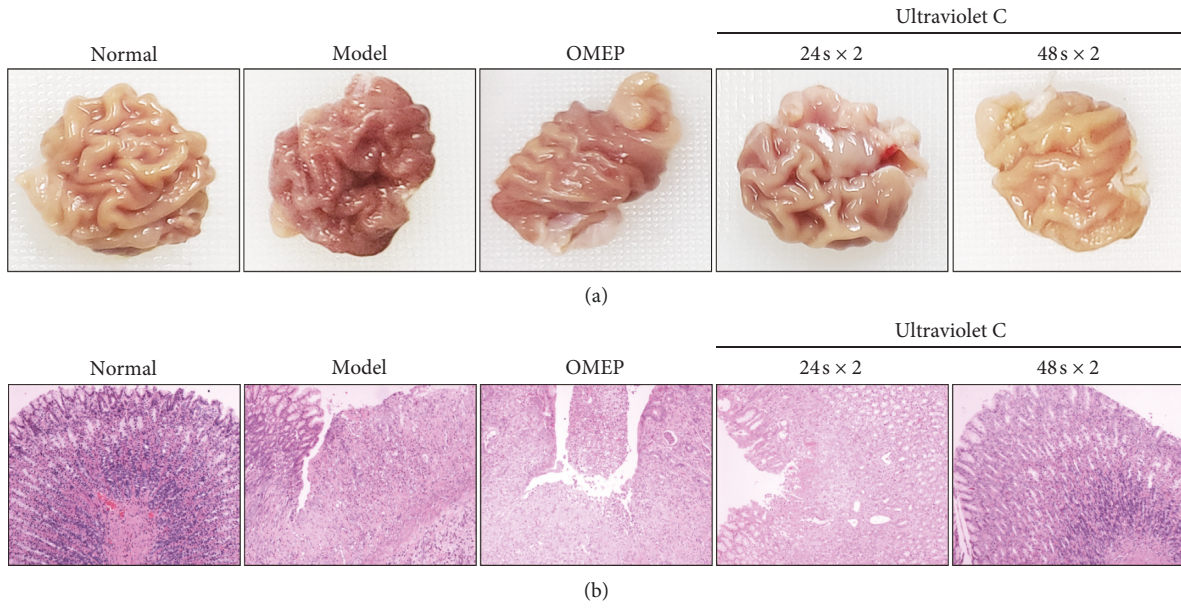 Ultraviolet C
Normal Model OMEP 24 s × 2 48 s × 2
(a)
Ultraviolet C
Normal Model OMEP 24 s × 2 48 s × 2
(b)